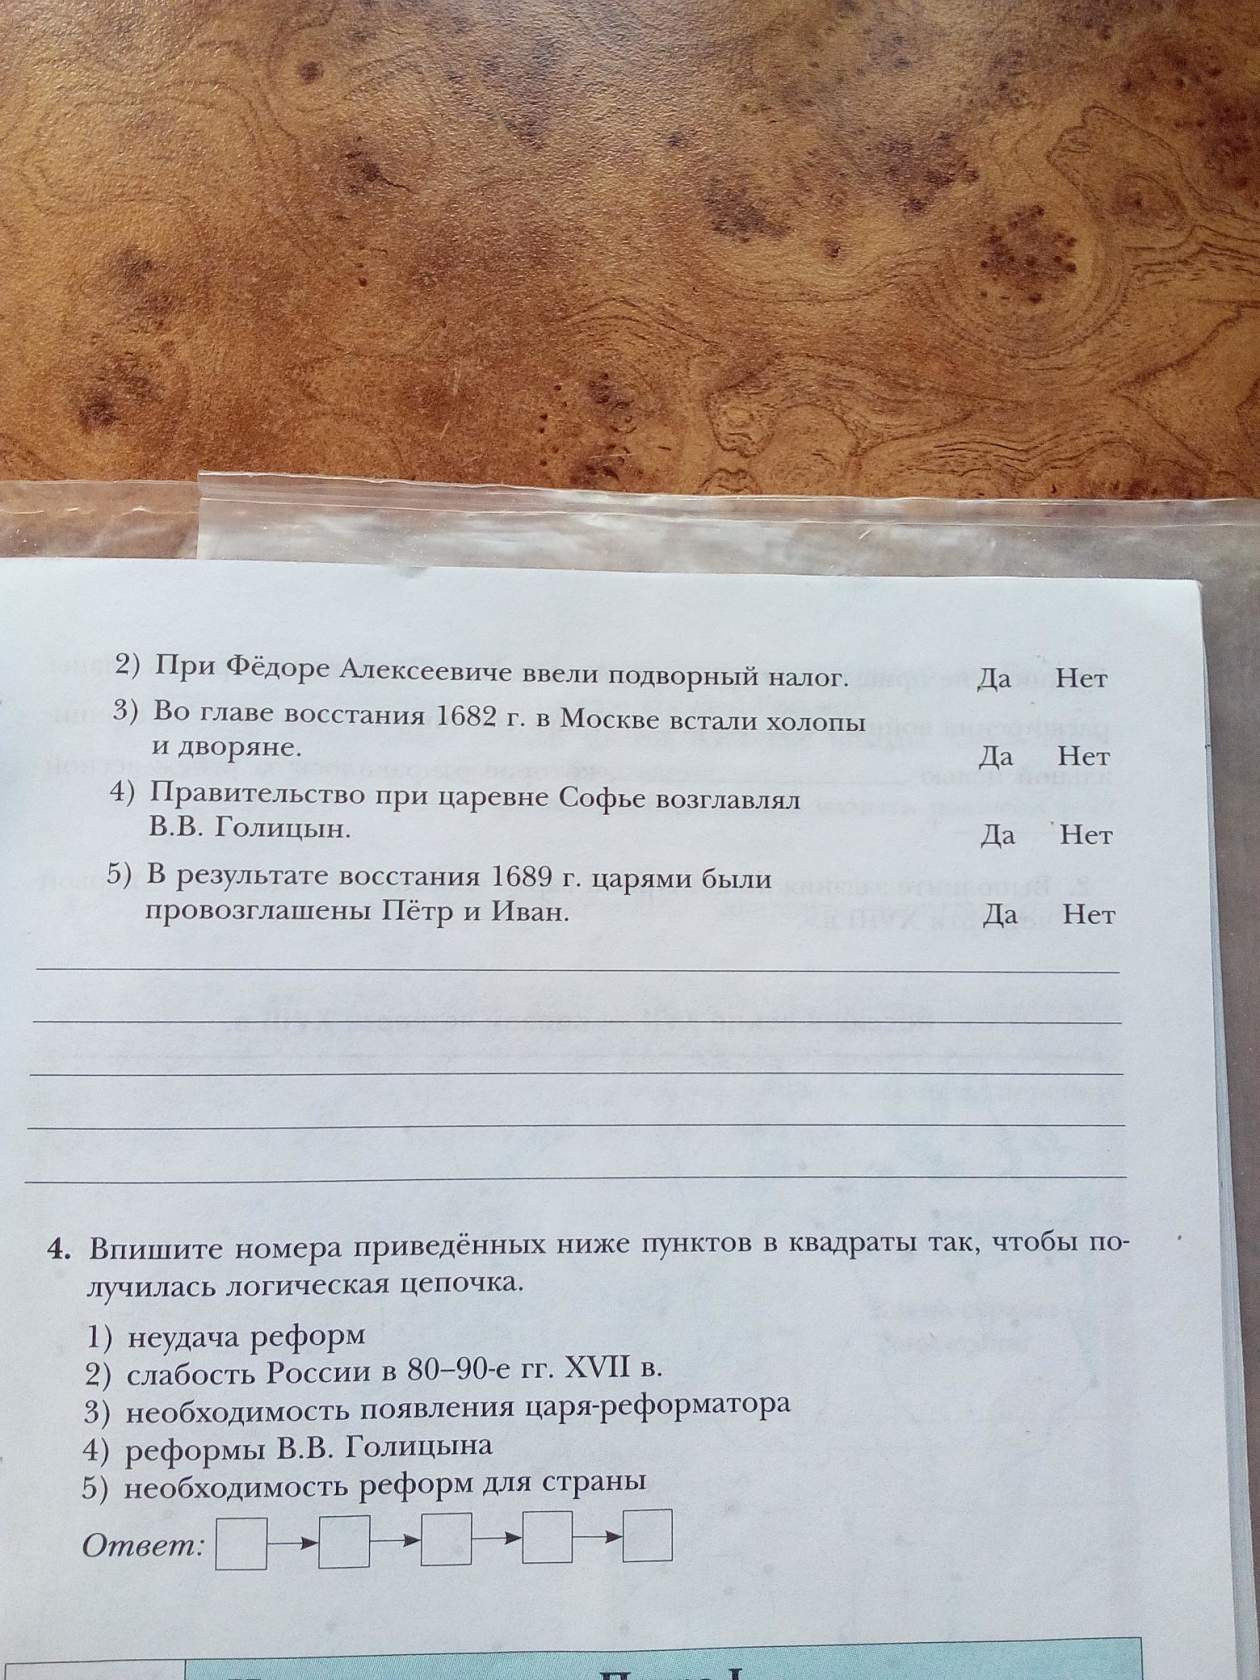 2) При Фёдоре Алексеевиче ввели подворный налог. Да Нет
3) Во главе восстания 1682 г. в Москве встали холопы
и дворяне. Да Нет
4) Правительство при царевне Софье возглавлял
В.В. Голицын. Да Нет
5) В результате восстания 1689 г. царями были
провозглашены Пётр и Иван. Да Нет
4. Впишите номера приведённых ниже пунктов в квадраты так, чтобы по-
лучилась логическая цепочка.
1) неудача реформ
2) слабость России в 80–90-е гг. XVII в.
3) необходимость появления царя-реформатора
4) реформы В.В. Голицына
5) необходимость реформ для страны
Ответ: